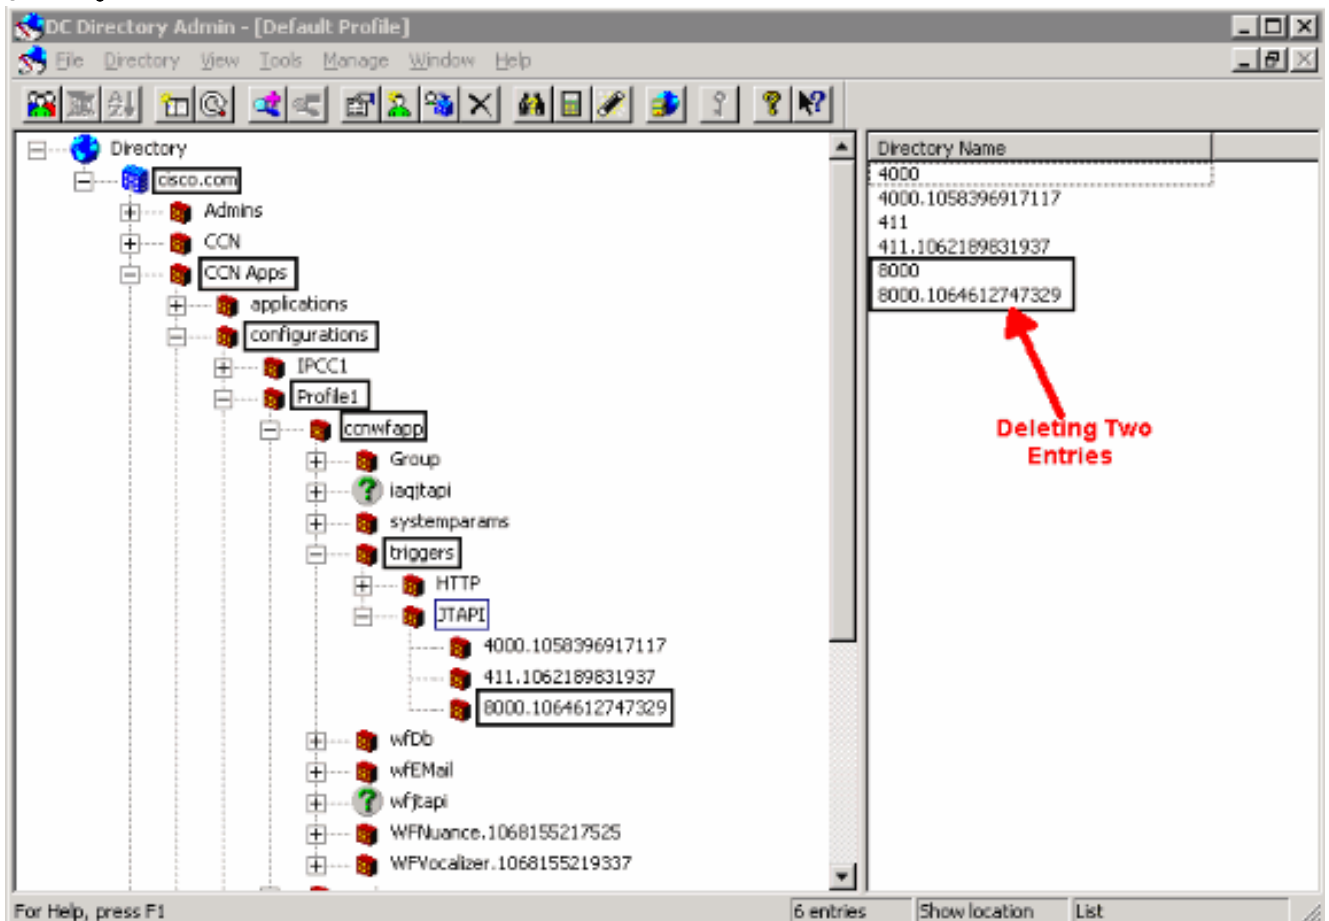 DC Directory Admin - [Default Profile]
File Directory View Tools Manage Window Help
Directory
cisco.com
Admins
CCN
CCN Apps
applications
configurations
IPCC1
Profile1
ccnwfapp
Group
iaqjtapi
systemparams
triggers
HTTP
JTAPI
4000.1058396917117
411.1062189831937
8000.1064612747329
wfDb
wfEMail
wfjtapi
WFNuance.1068155217525
WFVocalizer.1068155219337
Directory Name
4000
4000.1058396917117
411
411.1062189831937
8000
8000.1064612747329
Deleting Two
Entries
For Help, press F1
6 entries
Show location
List